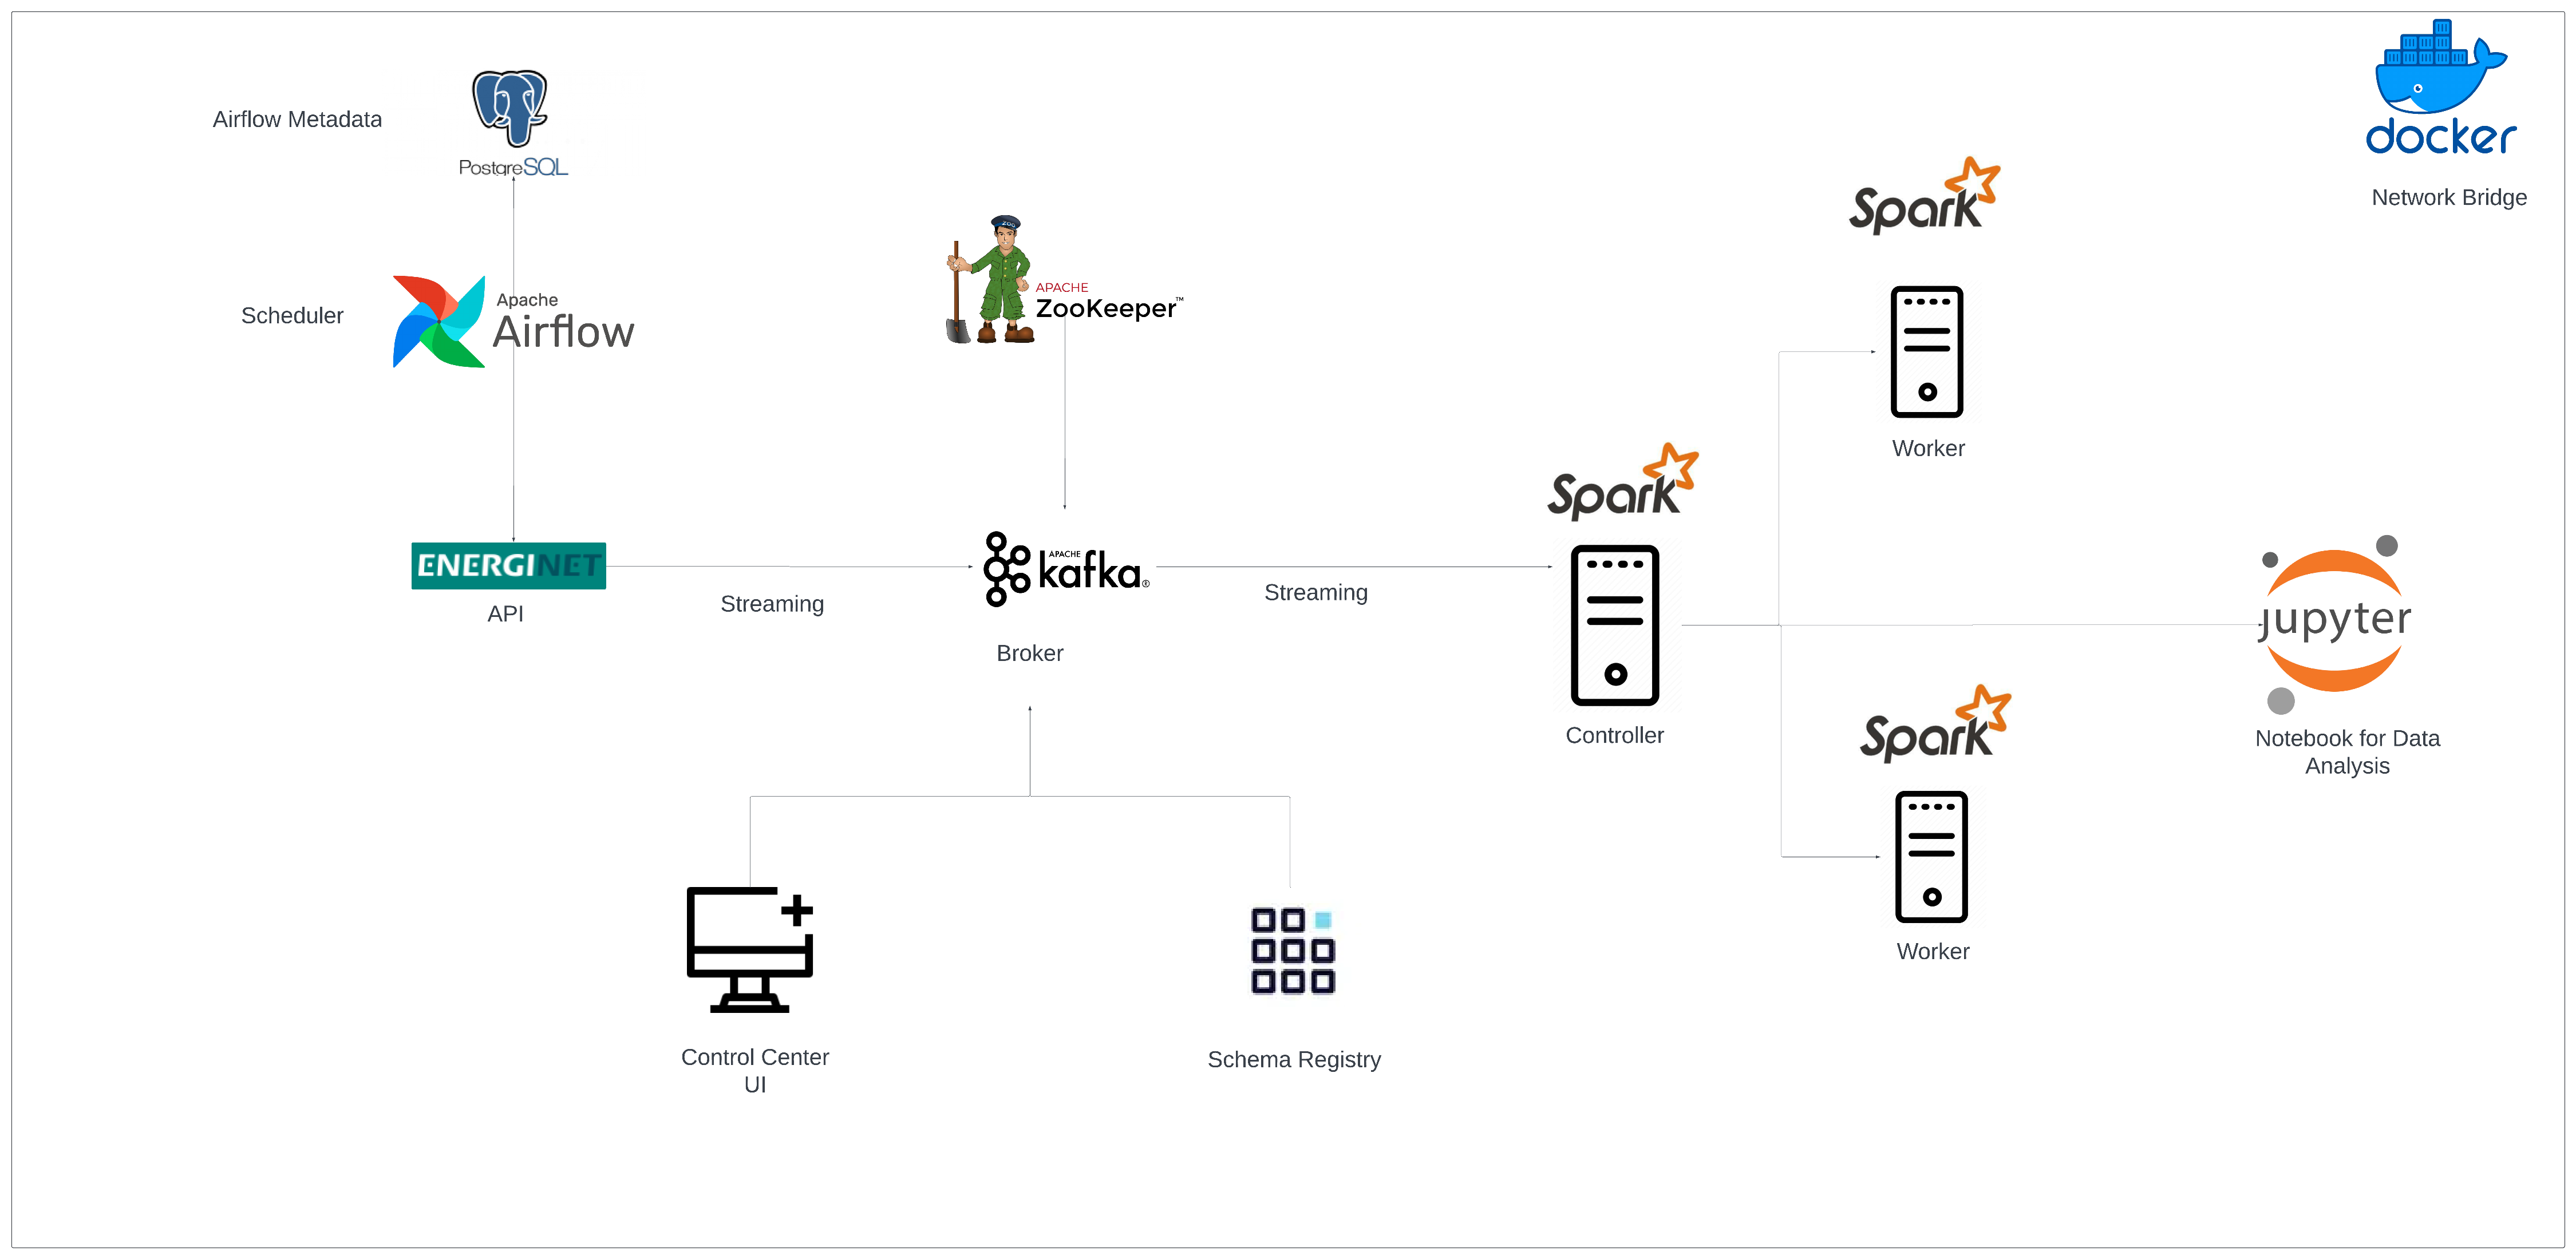 Airflow Metadata
PostgreSQL
docker
Network Bridge
Spark
ZOO
APACHE
ZooKeeper™
Scheduler
Apache
Airflow
Worker
Spark
ENERGINET
API
Streaming
APACHE
kafka®
Broker
Streaming
Controller
jupyter
Notebook for Data
Analysis
Spark
Worker
Control Center
UI
Schema Registry